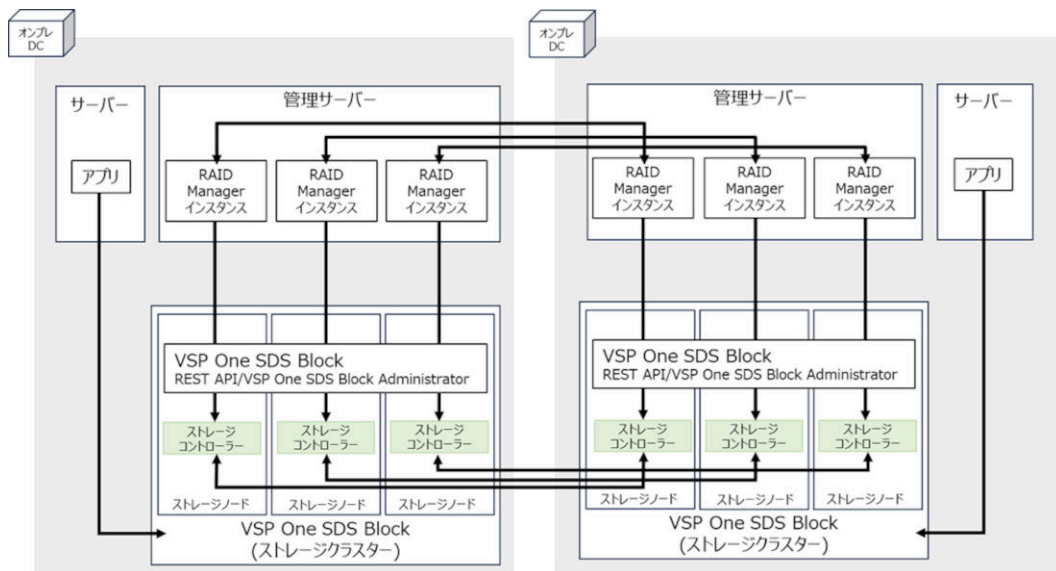 オンプレ
DC
サーバー
アプリ
管理サーバー
RAID
Manager
インスタンス
RAID
Manager
インスタンス
RAID
Manager
インスタンス
VSP One SDS Block
REST API/VSP One SDS Block Administrator
ストレージ
コントローラー
ストレージ
コントローラー
ストレージ
コントローラー
ストレージノード
ストレージノード
ストレージノード
VSP One SDS Block
(ストレージクラスター)
オンプレ
DC
管理サーバー
RAID
Manager
インスタンス
RAID
Manager
インスタンス
RAID
Manager
インスタンス
サーバー
アプリ
VSP One SDS Block
REST API/VSP One SDS Block Administrator
ストレージ
コントローラー
ストレージ
コントローラー
ストレージ
コントローラー
ストレージノード
ストレージノード
ストレージノード
VSP One SDS Block
(ストレージクラスター)